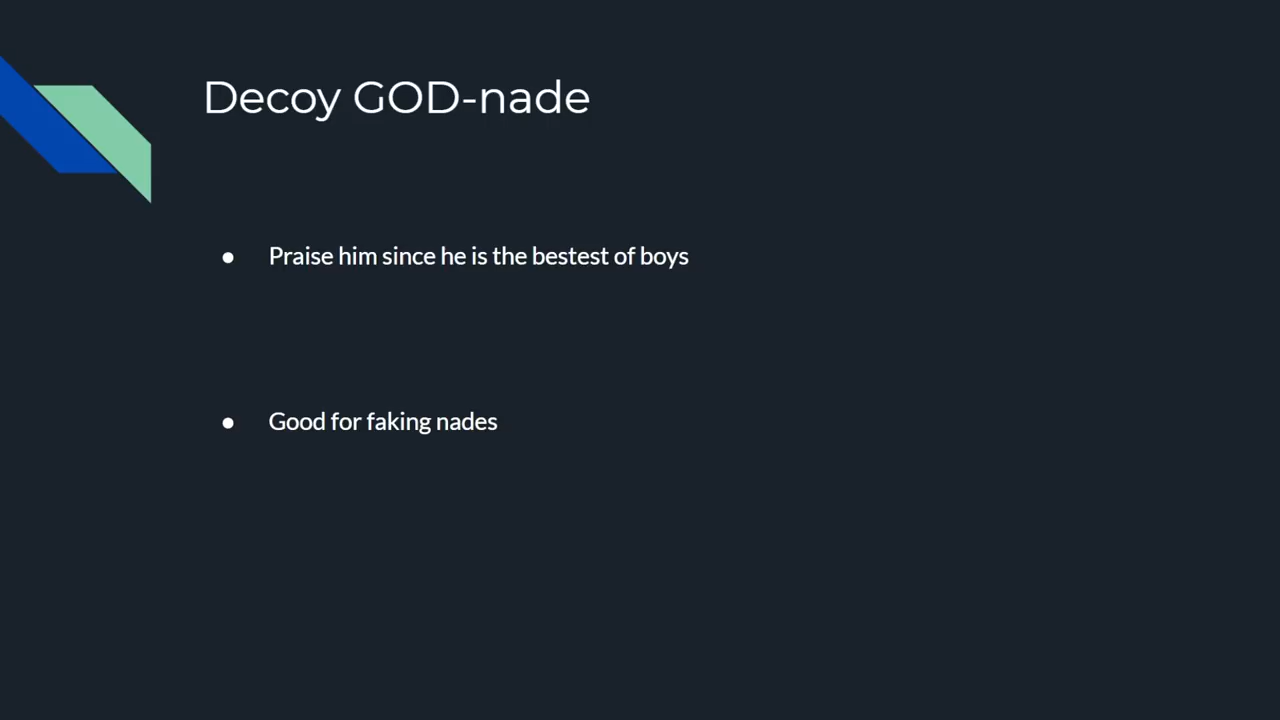 Decoy GOD-nade
● Praise him since he is the bestest of boys
● Good for faking nades